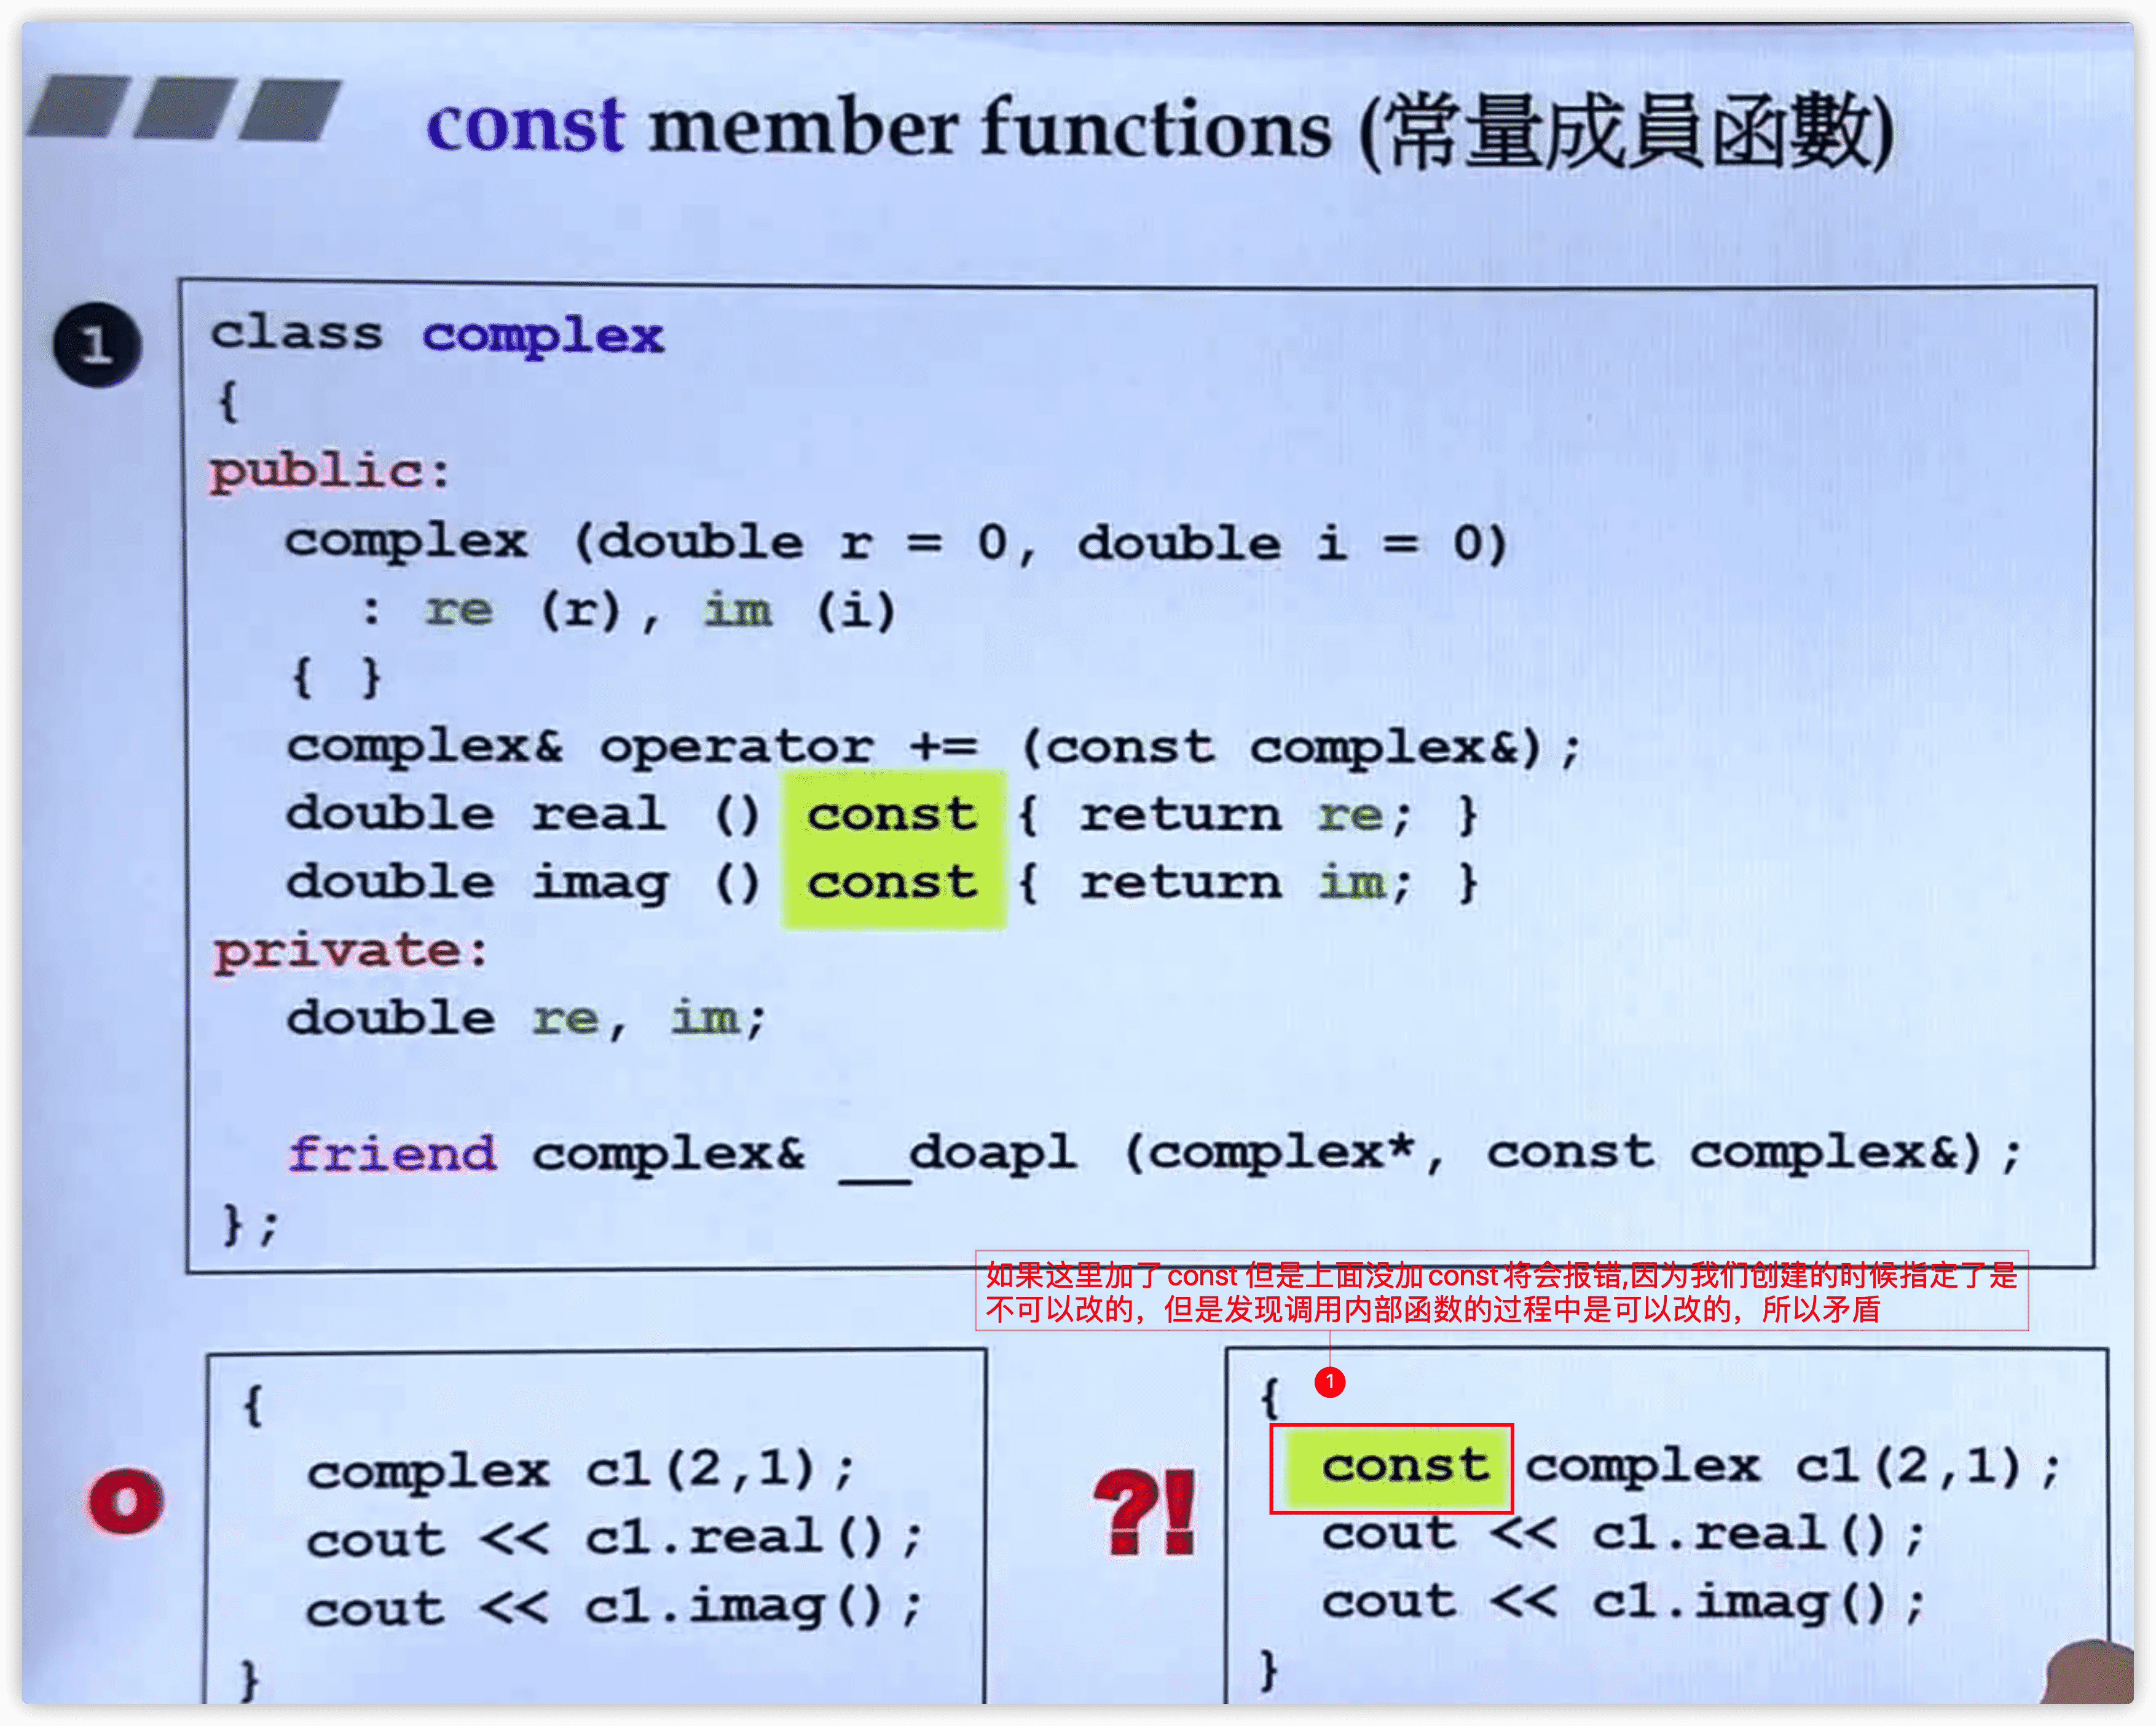 const member functions (常量成員函數)
1
class complex
{
public:
complex (double r = 0, double i = 0)
: re (r), im (i)
{ }
complex& operator += (const complex&);
double real () const { return re; }
double imag () const { return im; }
private:
double re, im;
friend complex& __doapl (complex*, const complex&);
};
如果这里加了const但是上面没加const将会报错,因为我们创建的时候指定了是
不可以改的，但是发现调用内部函数的过程中是可以改的，所以矛盾
1
O
{
complex c1(2,1);
cout << c1.real();
cout << c1.imag();
}
?!
{
const complex c1(2,1);
cout << c1.real();
cout << c1.imag();
}